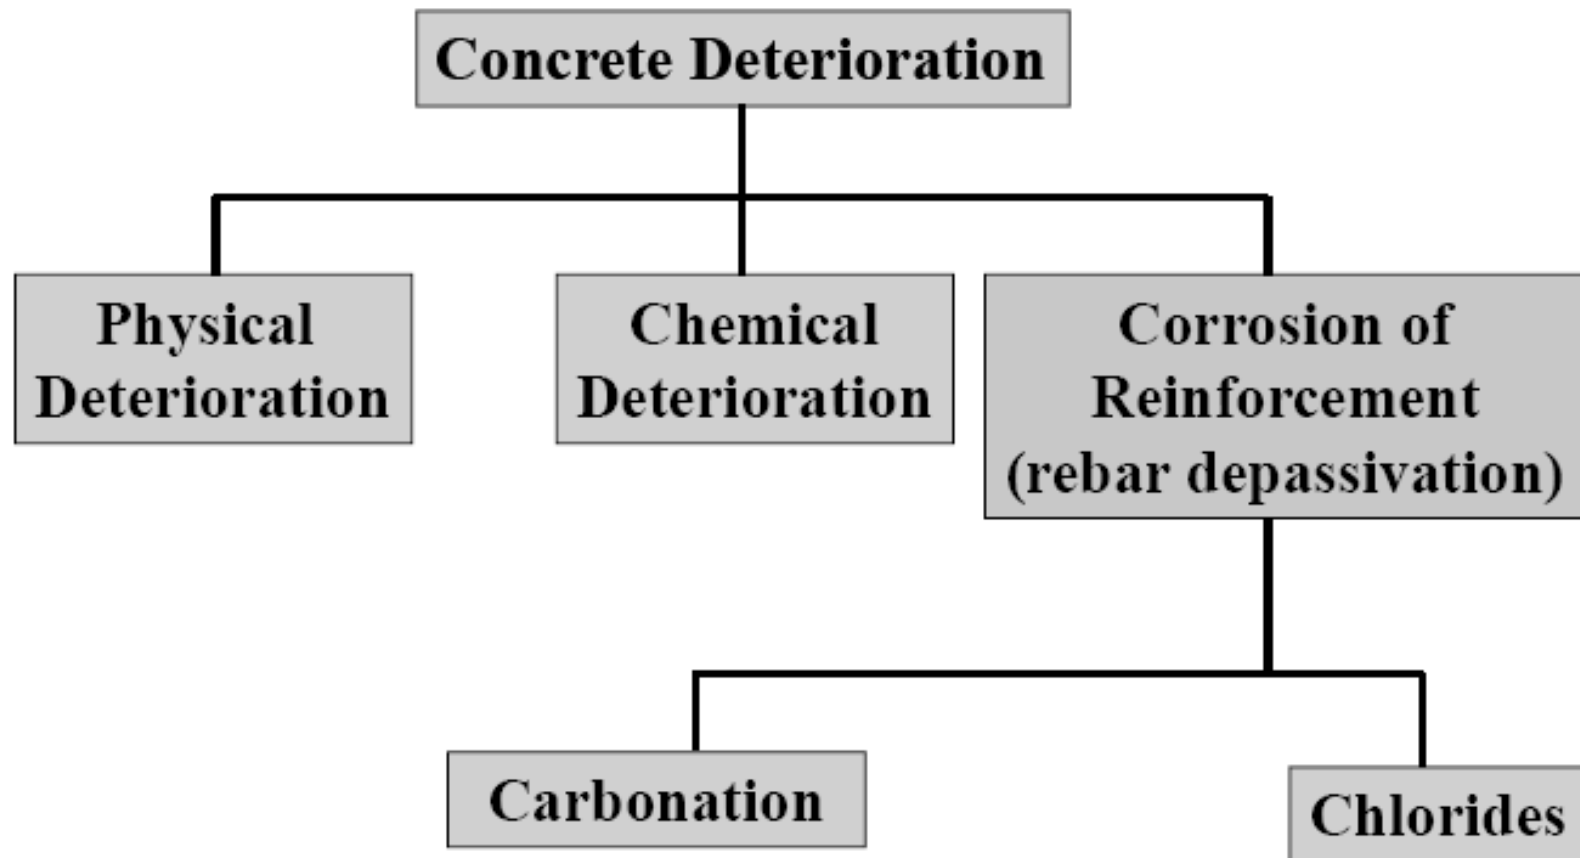 Concrete Deterioration
Physical
Deterioration
Chemical
Deterioration
Corrosion of
Reinforcement
(rebar depassivation)
Carbonation
Chlorides